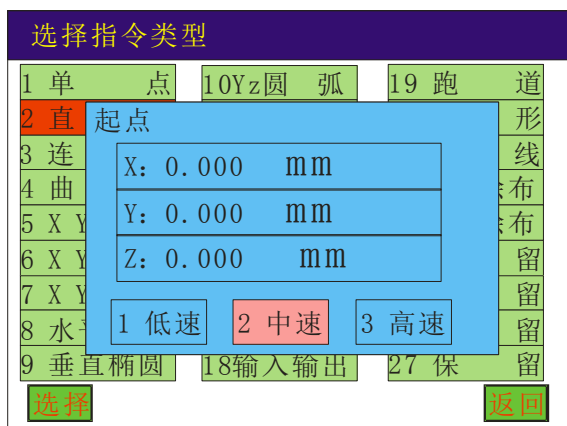 选择指令类型
1 单 点 10Yz圆 弧 19 跑 道
2 直 形
3 连 线
4 曲 布
5 X Y 布
6 X Y 留
7 X Y 留
8 水 留
9 垂直椭圆 18输入输出 27 保 留
起点
X: 0.000 mm
Y: 0.000 mm
Z: 0.000 mm
1 低速 2 中速 3 高速
选择 返回